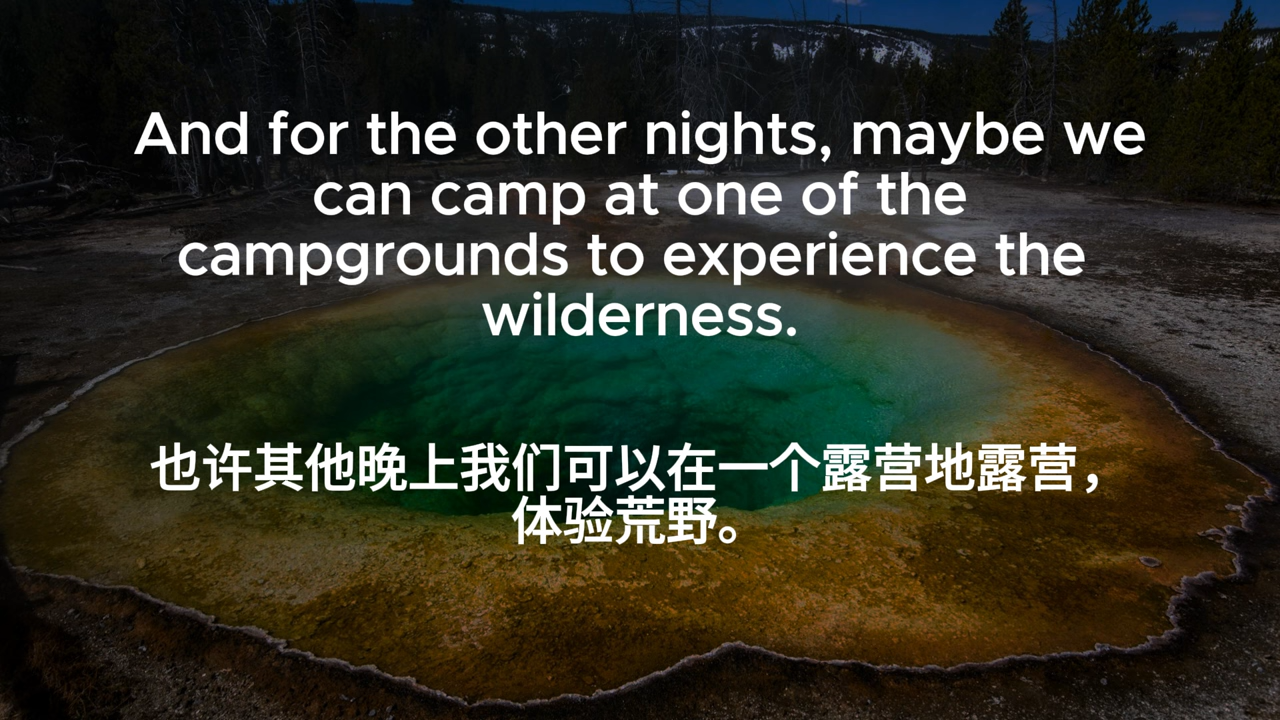 And for the other nights, maybe we
can camp at one of the
campgrounds to experience the
wilderness.
也许其他晚上我们可以在一个露营地露营，
体验荒野。